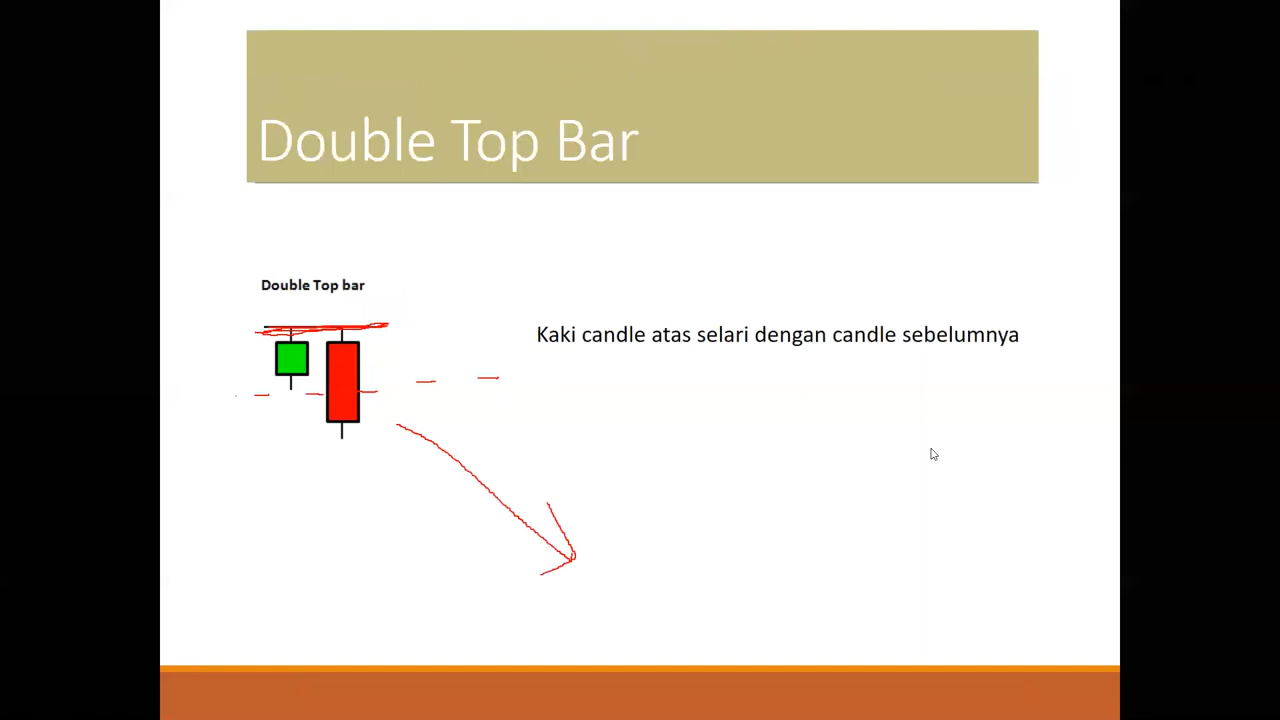 Double Top Bar
Double Top bar
Kaki candle atas selari dengan candle sebelumnya